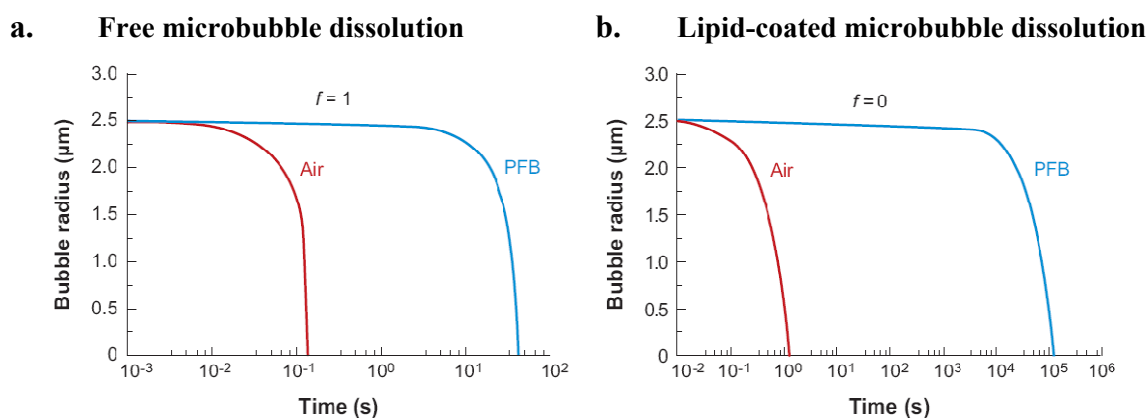 a. Free microbubble dissolution
3.0
2.5
2.0
1.5
1.0
0.5
0
Bubble radius (µm)
f = 1
Air
PFB
10⁻³ 10⁻² 10⁻¹ 10⁰ 10¹ 10²
Time (s)
b. Lipid-coated microbubble dissolution
3.0
2.5
2.0
1.5
1.0
0.5
0
Bubble radius (µm)
f = 0
Air
PFB
10⁻² 10⁻¹ 10⁰ 10¹ 10² 10³ 10⁴ 10⁵ 10⁶
Time (s)